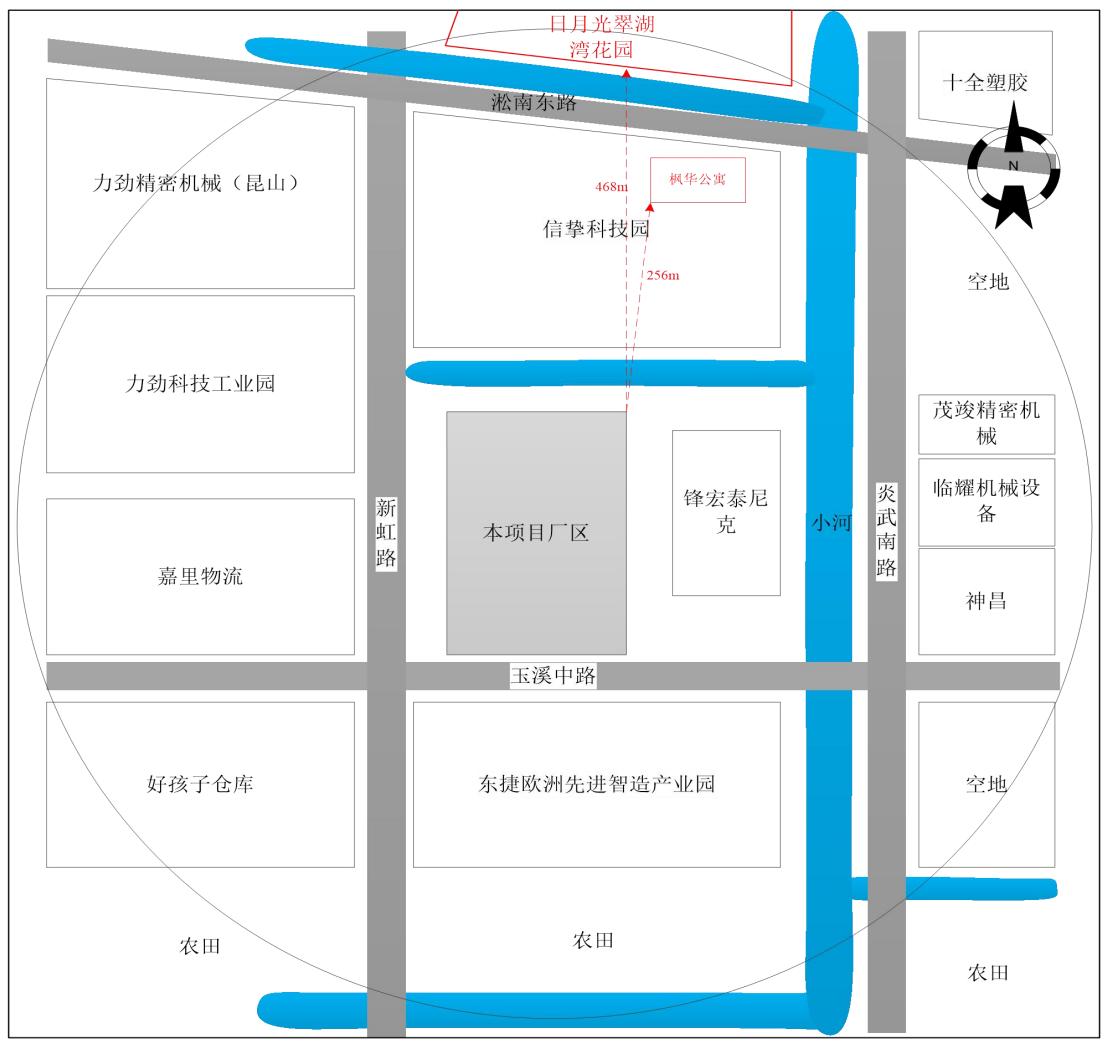 日月光翠湖
湾花园
淞南东路
十全塑胶
N
力劲精密机械（昆山）
枫华公寓
468m
信挚科技园
256m
空地
力劲科技工业园
茂竣精密机
械
临耀机械设
备
锋宏泰尼
克
新虹路
本项目厂区
小河
炎武南路
嘉里物流
神昌
玉溪中路
好孩子仓库
东捷欧洲先进智造产业园
空地
农田
农田
农田